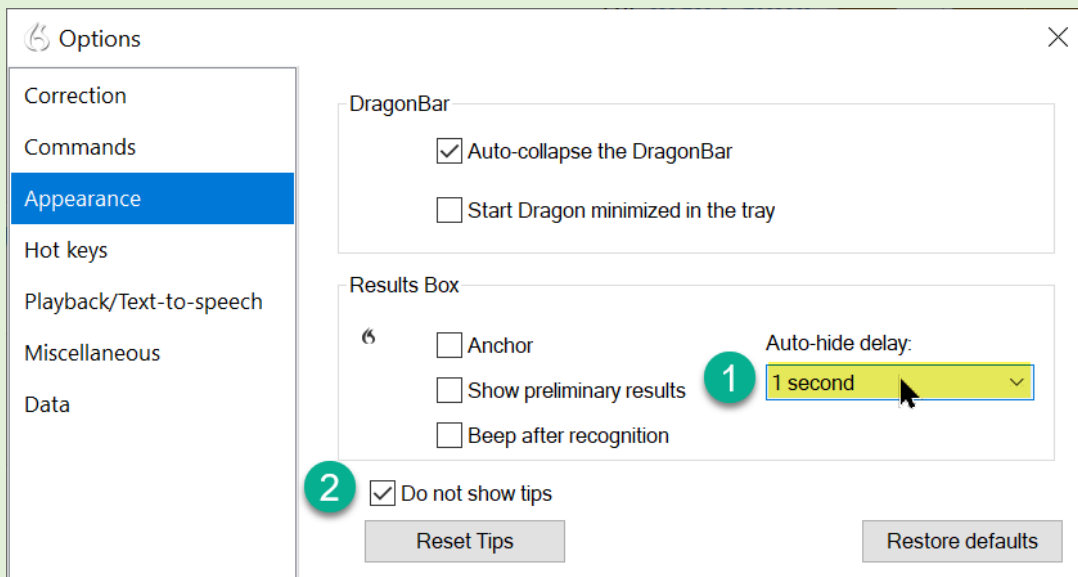 Options
Correction
Commands
Appearance
Hot keys
Playback/Text-to-speech
Miscellaneous
Data
DragonBar
Auto-collapse the DragonBar
Start Dragon minimized in the tray
Results Box
Anchor
Show preliminary results
Beep after recognition
Auto-hide delay:
1
1 second
2
Do not show tips
Reset Tips
Restore defaults